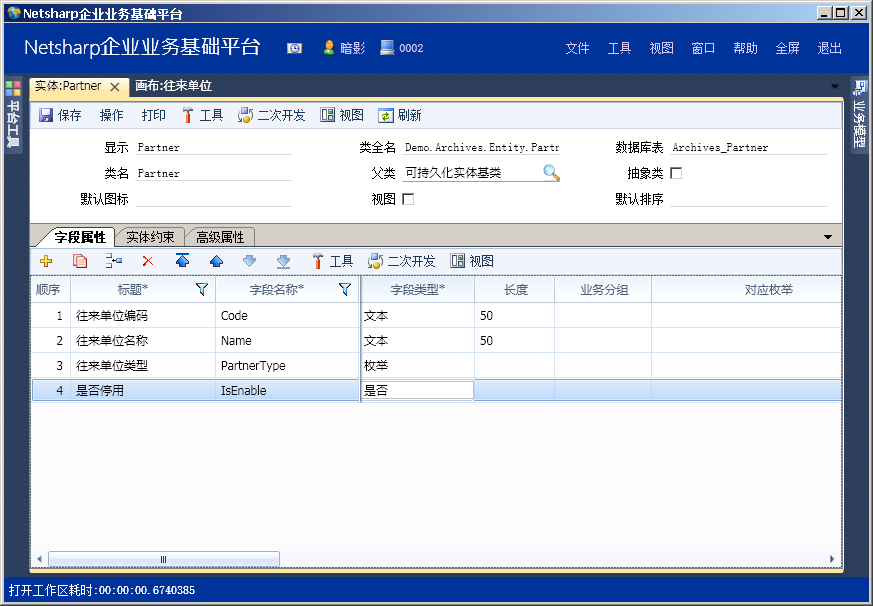 Netsharp企业业务基础平台
Netsharp企业业务基础平台 暗影 0002 文件 工具 视图 窗口 帮助 全屏 退出
平台工具
业务模型
实体:Partner 画布:往来单位
保存 操作 打印 工具 二次开发 视图 刷新
显示 Partner 类全名 Demo.Archives.Entity.Partr 数据库表 Archives_Partner
类名 Partner 父类 可持久化实体基类 抽象类
默认图标 视图 默认排序
字段属性 实体约束 高级属性
工具 二次开发 视图
顺序 标题* 字段名称* 字段类型* 长度 业务分组 对应枚举
1 往来单位编码 Code 文本 50
2 往来单位名称 Name 文本 50
3 往来单位类型 PartnerType 枚举
4 是否停用 IsEnable 是否
打开工作区耗时:00:00:00.6740385